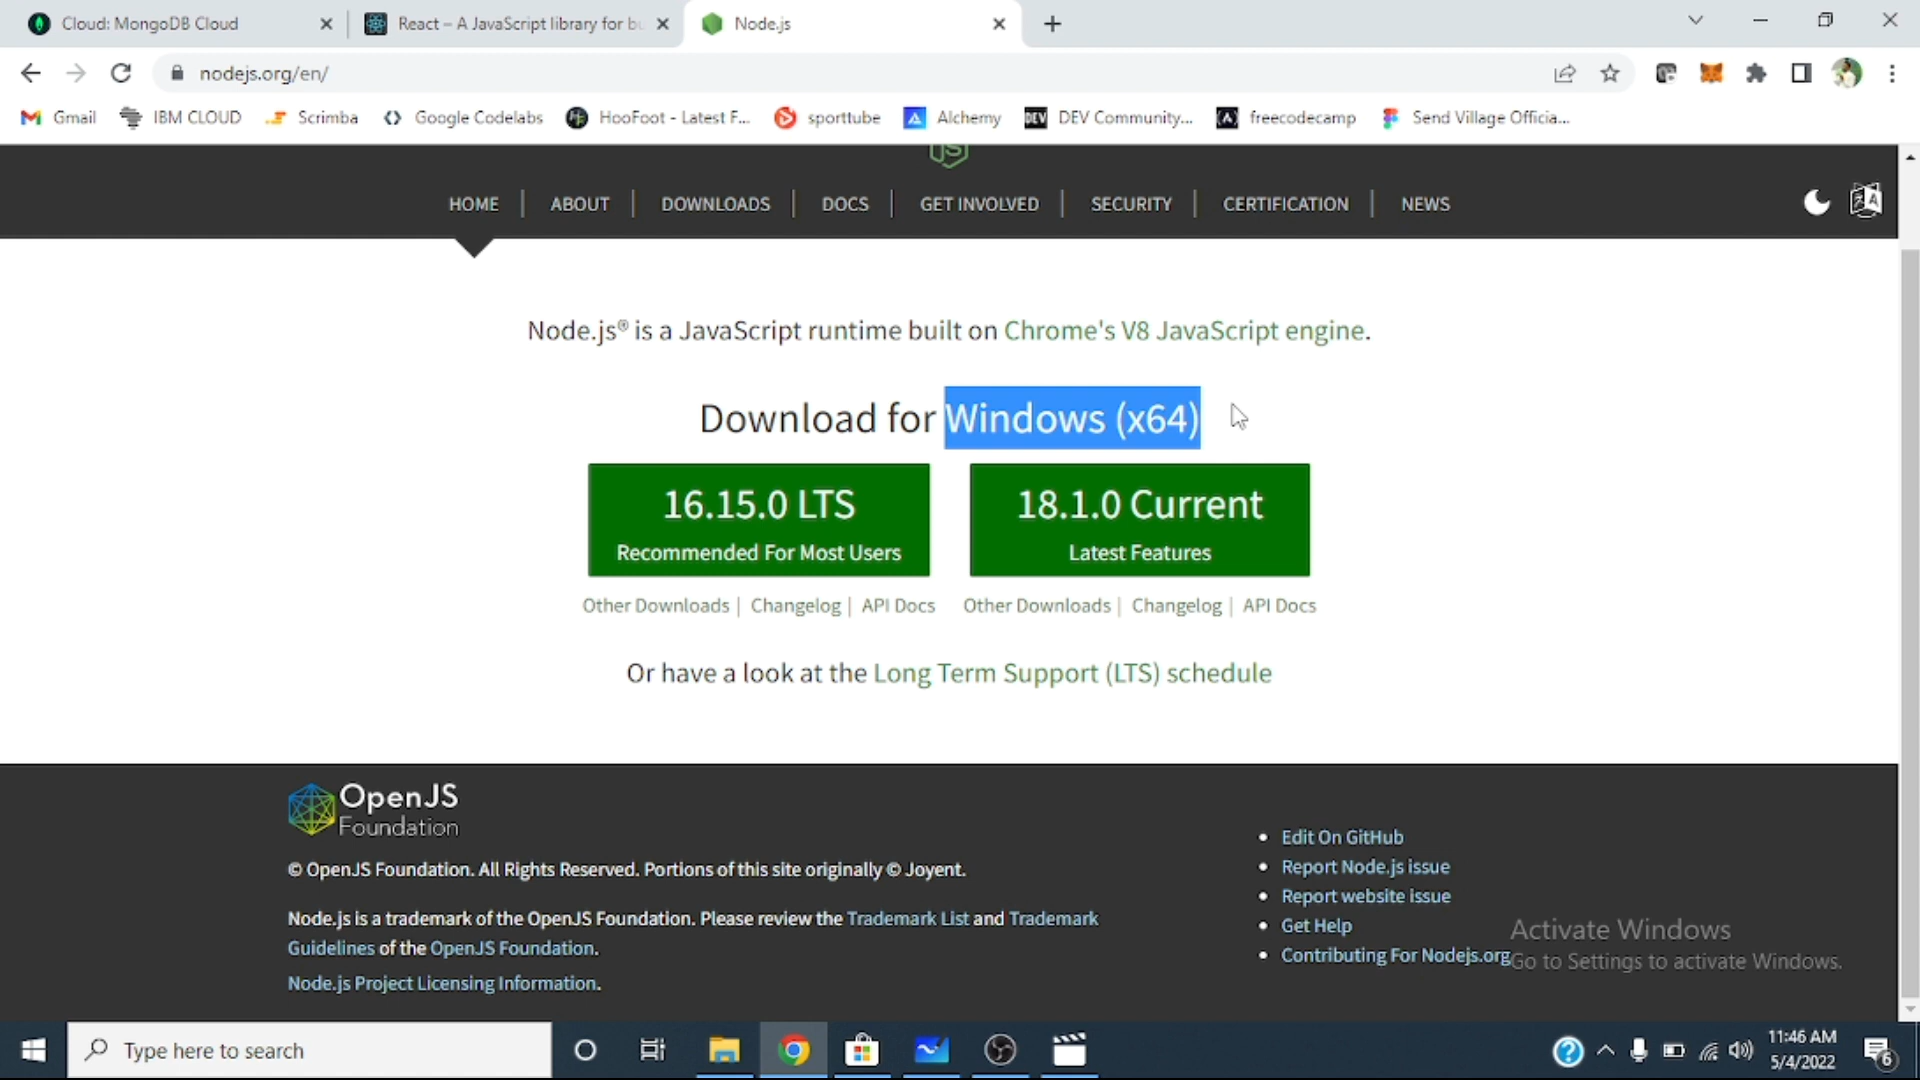 Cloud: MongoDB Cloud
React – A JavaScript library for bu
Node.js
nodejs.org/en/
Gmail
IBM CLOUD
Scrimba
Google Codelabs
HooFoot - Latest F...
sporttube
Alchemy
DEV Community...
freecodecamp
Send Village Officia...
JS
HOME
ABOUT
DOWNLOADS
DOCS
GET INVOLVED
SECURITY
CERTIFICATION
NEWS
Node.js® is a JavaScript runtime built on Chrome's V8 JavaScript engine.
Download for Windows (x64)
16.15.0 LTS
Recommended For Most Users
18.1.0 Current
Latest Features
Other Downloads | Changelog | API Docs
Other Downloads | Changelog | API Docs
Or have a look at the Long Term Support (LTS) schedule
OpenJS
Foundation
© OpenJS Foundation. All Rights Reserved. Portions of this site originally © Joyent.
Node.js is a trademark of the OpenJS Foundation. Please review the Trademark List and Trademark
Guidelines of the OpenJS Foundation.
Node.js Project Licensing Information.
Edit On GitHub
Report Node.js issue
Report website issue
Get Help
Contributing For Nodejs.org
Activate Windows
Go to Settings to activate Windows.
Type here to search
11:46 AM
5/4/2022
6